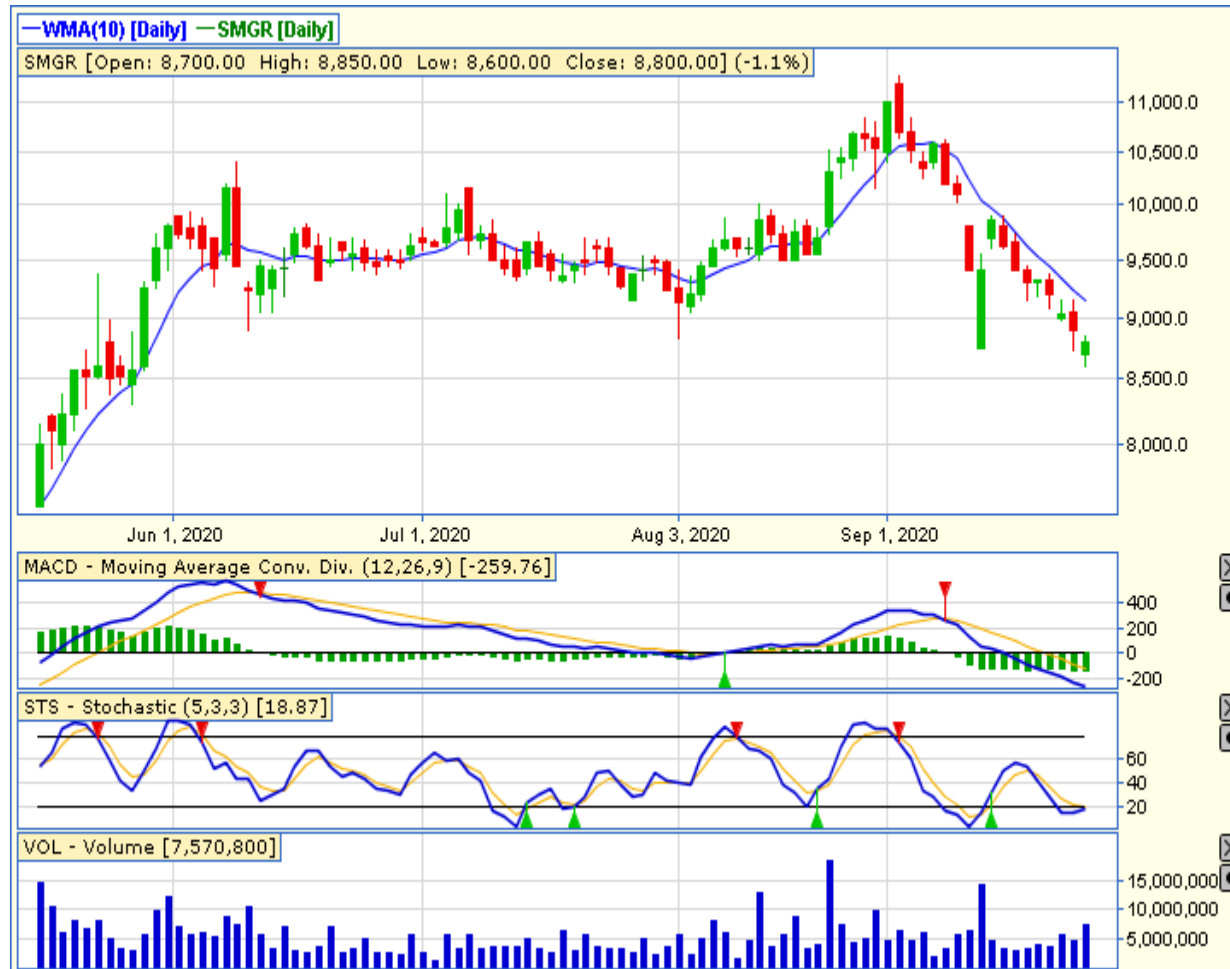 WMA(10) [Daily] SMGR [Daily]
SMGR [Open: 8,700.00 High: 8,850.00 Low: 8,600.00 Close: 8,800.00] (-1.1%)
11,000.0
10,500.0
10,000.0
9,500.0
9,000.0
8,500.0
8,000.0
Jun 1, 2020 Jul 1, 2020 Aug 3, 2020 Sep 1, 2020
MACD - Moving Average Conv. Div. (12,26,9) [-259.76]
400
200
0
-200
STS - Stochastic (5,3,3) [18.87]
60
40
20
VOL - Volume [7,570,800]
15,000,000
10,000,000
5,000,000